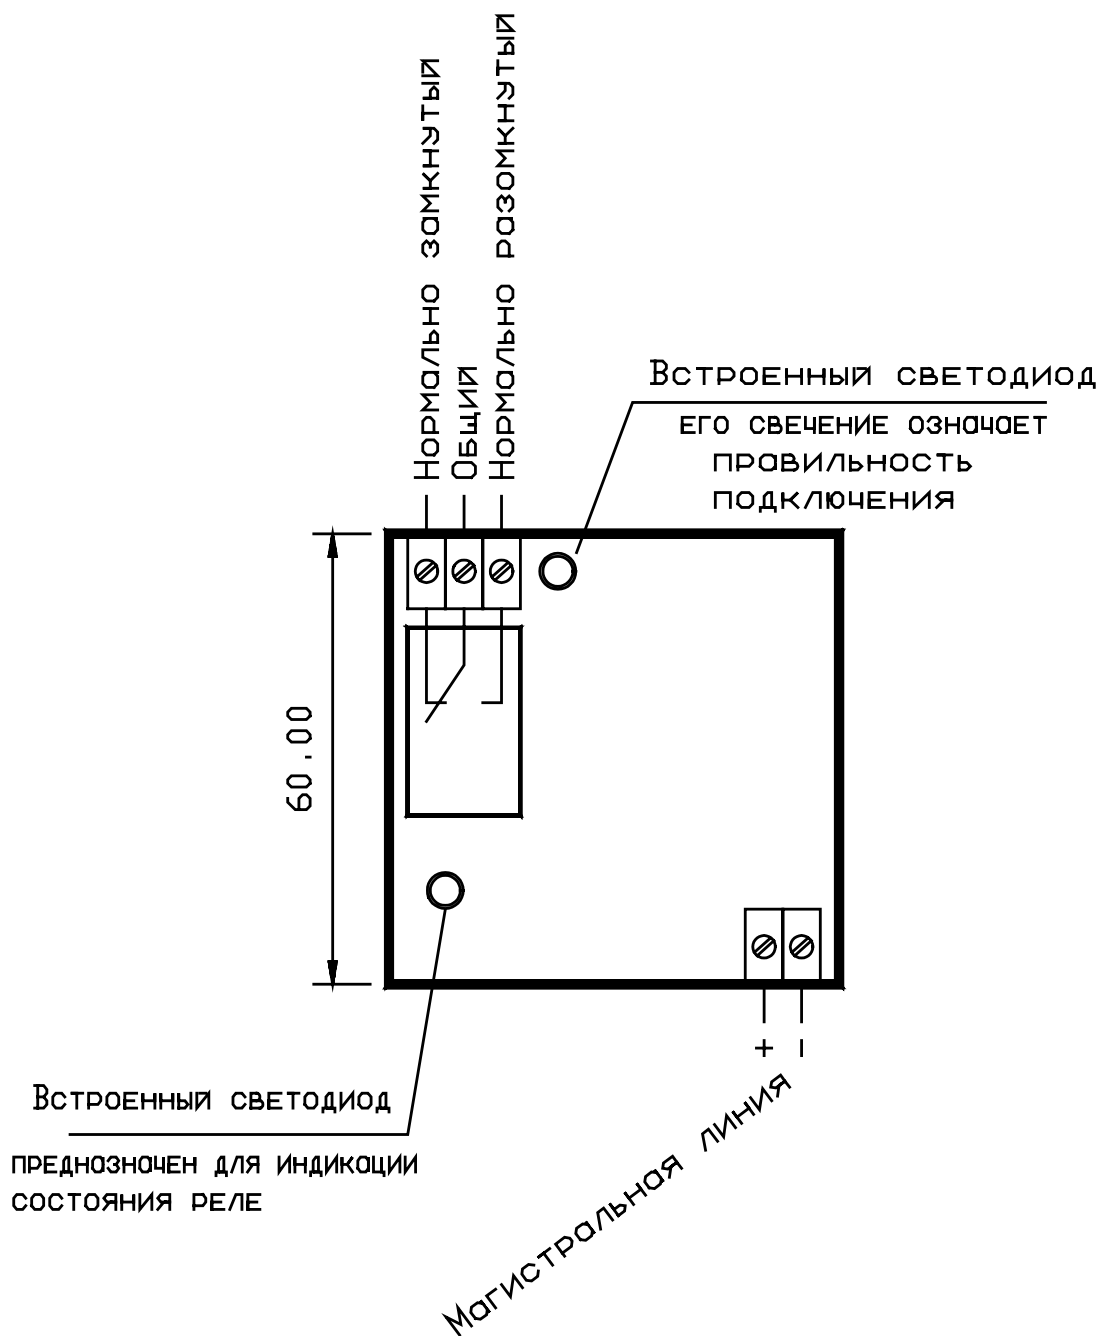 Нормально замкнутый
Общий
Нормально разомкнутый
Встроенный светодиод
его свечение означает
правильность
подключения
60.00
+ −
Встроенный светодиод
предназначен для индикации
состояния реле
Магистральная линия